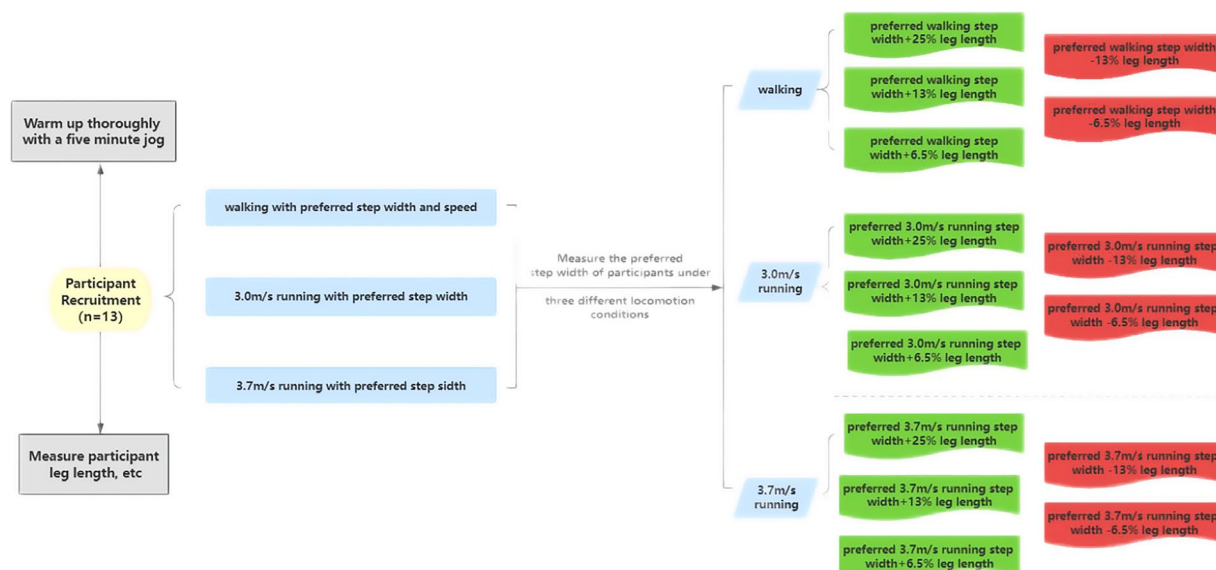 Warm up thoroughly
with a five minute jog
Participant
Recruitment
(n=13)
Measure participant
leg length, etc
walking with preferred step width and speed
3.0m/s running with preferred step width
3.7m/s running with preferred step sidth
Measure the preferred
step width of participants under
three different locomotion
conditions
walking
preferred walking step
width+25% leg length
preferred walking step
width+13% leg length
preferred walking step
width+6.5% leg length
preferred walking step width
-13% leg length
preferred walking step width
-6.5% leg length
3.0m/s
running
preferred 3.0m/s running step
width+25% leg length
preferred 3.0m/s running step
width+13% leg length
preferred 3.0m/s running step
width+6.5% leg length
preferred 3.0m/s running step
width -13% leg length
preferred 3.0m/s running step
width -6.5% leg length
3.7m/s
running
preferred 3.7m/s running step
width+25% leg length
preferred 3.7m/s running step
width+13% leg length
preferred 3.7m/s running step
width+6.5% leg length
preferred 3.7m/s running step
width -13% leg length
preferred 3.7m/s running step
width -6.5% leg length